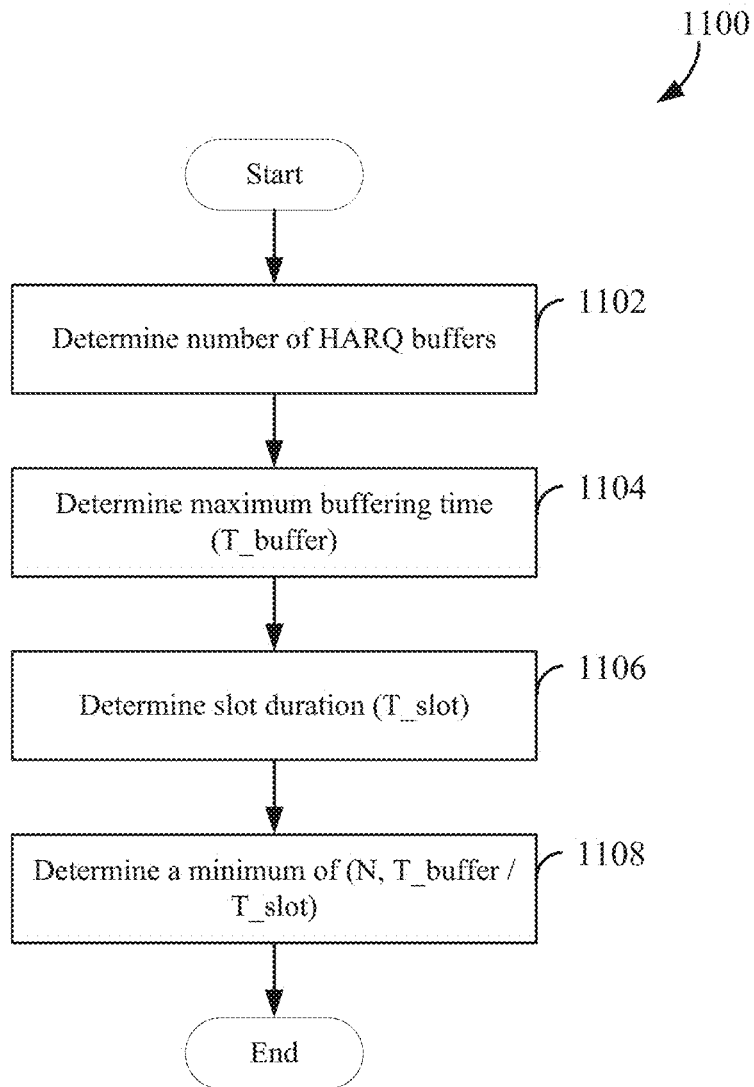 1100
Start
Determine number of HARQ buffers
1102
Determine maximum buffering time
(T_buffer)
1104
Determine slot duration (T_slot)
1106
Determine a minimum of (N, T_buffer /
T_slot)
1108
End